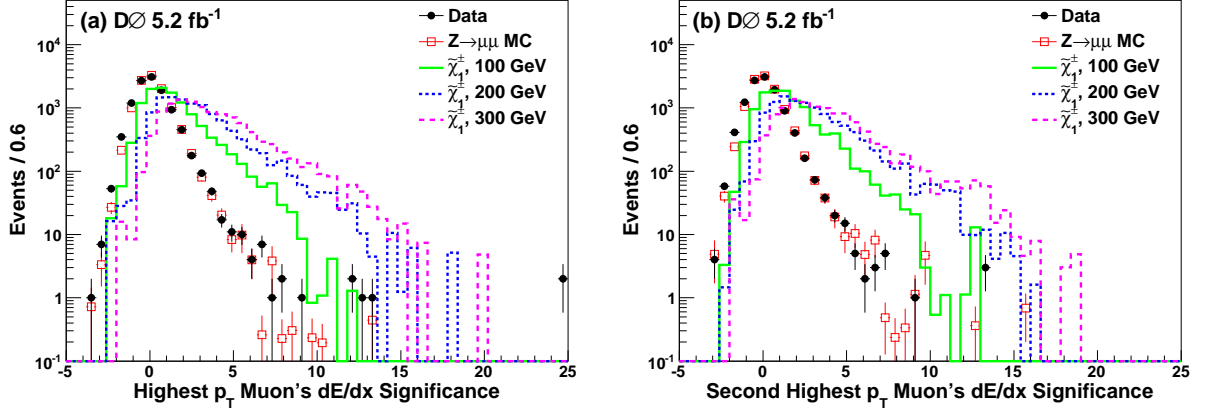 (a) DØ 5.2 fb⁻¹
Data
Z→μμ MC
χ̃₁±, 100 GeV
χ̃₁±, 200 GeV
χ̃₁±, 300 GeV
Events / 0.6
10⁴
10³
10²
10
1
10⁻¹
-5 0 5 10 15 20 25
Highest p_T Muon's dE/dx Significance
(b) DØ 5.2 fb⁻¹
Data
Z→μμ MC
χ̃₁±, 100 GeV
χ̃₁±, 200 GeV
χ̃₁±, 300 GeV
Events / 0.6
10⁴
10³
10²
10
1
10⁻¹
-5 0 5 10 15 20 25
Second Highest p_T Muon's dE/dx Significance